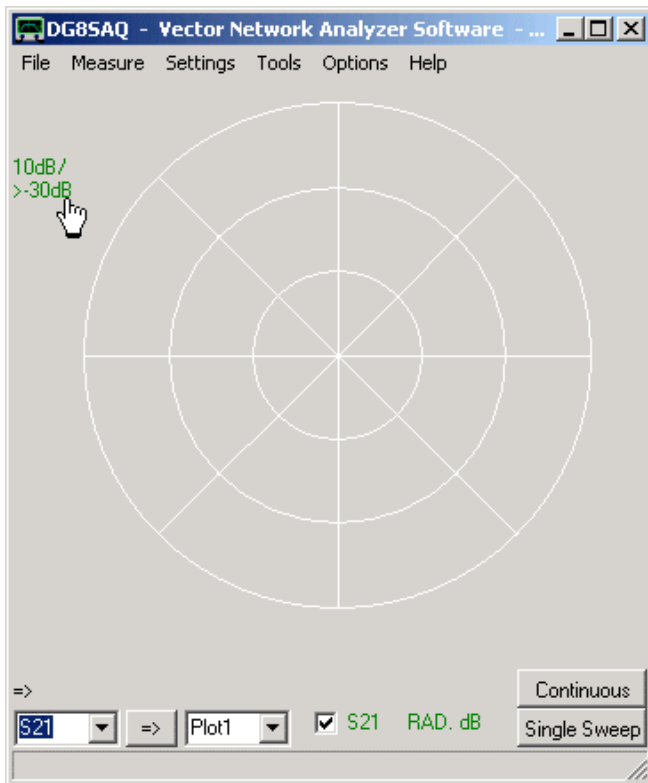 DG8SAQ - Vector Network Analyzer Software - ...
File Measure Settings Tools Options Help
10dB/
>-30dB
=>
Continuous
S21 => Plot1 S21 RAD. dB Single Sweep